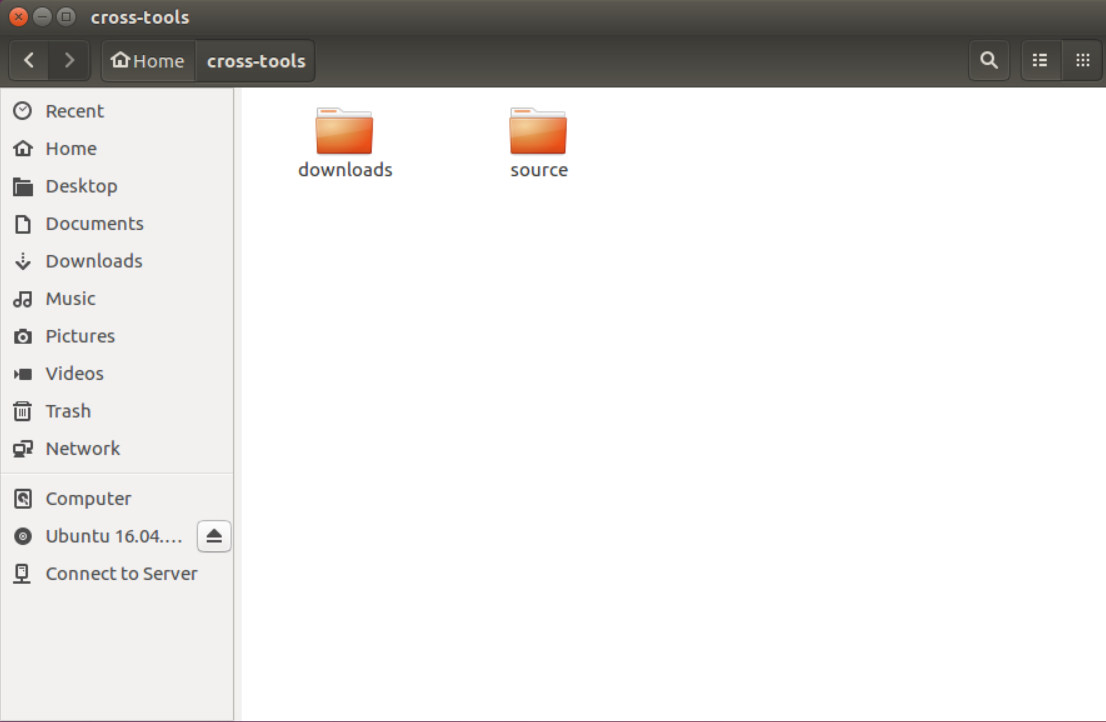 cross-tools
Home cross-tools
Recent
Home
Desktop
Documents
Downloads
Music
Pictures
Videos
Trash
Network
Computer
Ubuntu 16.04....
Connect to Server
downloads
source